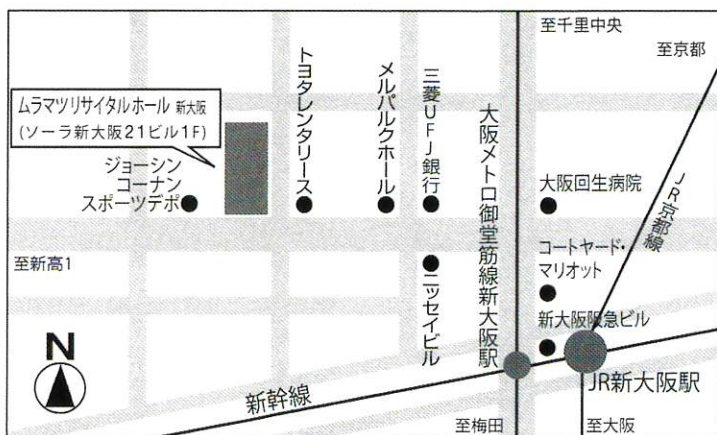 至千里中央
至京都
ムラマツリサイタルホール 新大阪
(ソーラ新大阪21ビル1F)
トヨタレンタリース
メルパルクホール
三菱UFJ銀行
大阪メトロ御堂筋線新大阪駅
ジョーシン
コーナン
スポーツデポ
大阪回生病院
JR京都線
至新高1
ニッセイビル
コートヤード・
マリオット
新大阪阪急ビル
N
新幹線
JR新大阪駅
至梅田
至大阪